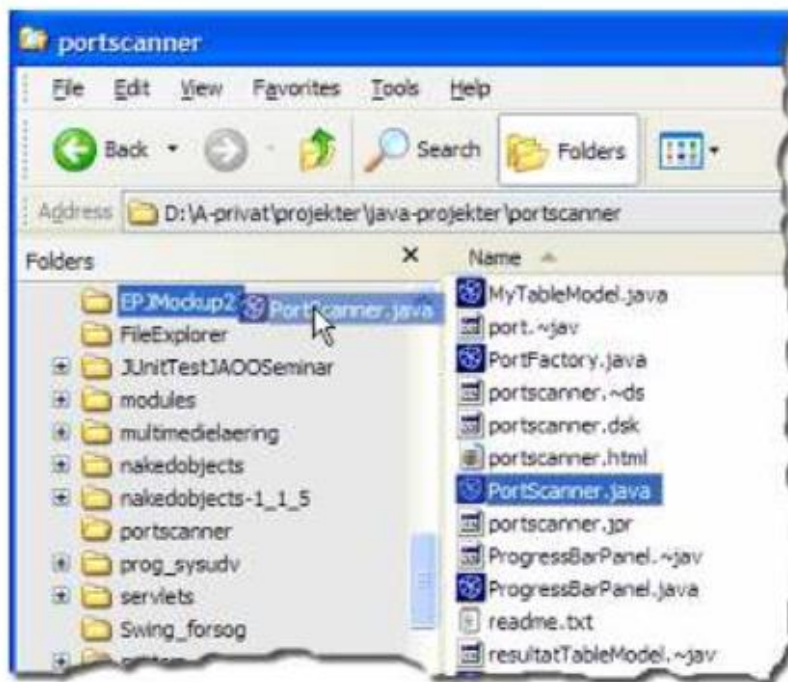 portscanner
File Edit View Favorites Tools Help
Back Search Folders
Address D:\A-privat\projekter\java-projekter\portscanner
Folders
EPJMockup2 PortScanner.java
FileExplorer
JUnitTestJAOOSeminar
modules
multimedielaering
nakedobjects
nakedobjects-1_1_5
portscanner
prog_sysudv
servlets
Swing_forsog
Name
MyTableModel.java
port.~jav
PortFactory.java
portscanner.~ds
portscanner.dsk
portscanner.html
PortScanner.java
portscanner.jpr
ProgressBarPanel.~jav
ProgressBarPanel.java
readme.txt
resultatTableModel.~jav